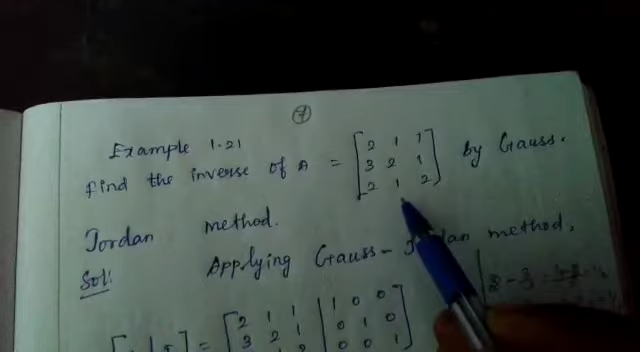 7
Example 1.21
Find the inverse of A = [2 1 1
3 2 1
2 1 2] by Gauss-
Jordan method.
Sol: Applying Gauss-Jordan method,
= [2 1 1 | 1 0 0
3 2 1 | 0 1 0
1 2 | 0 0 1]